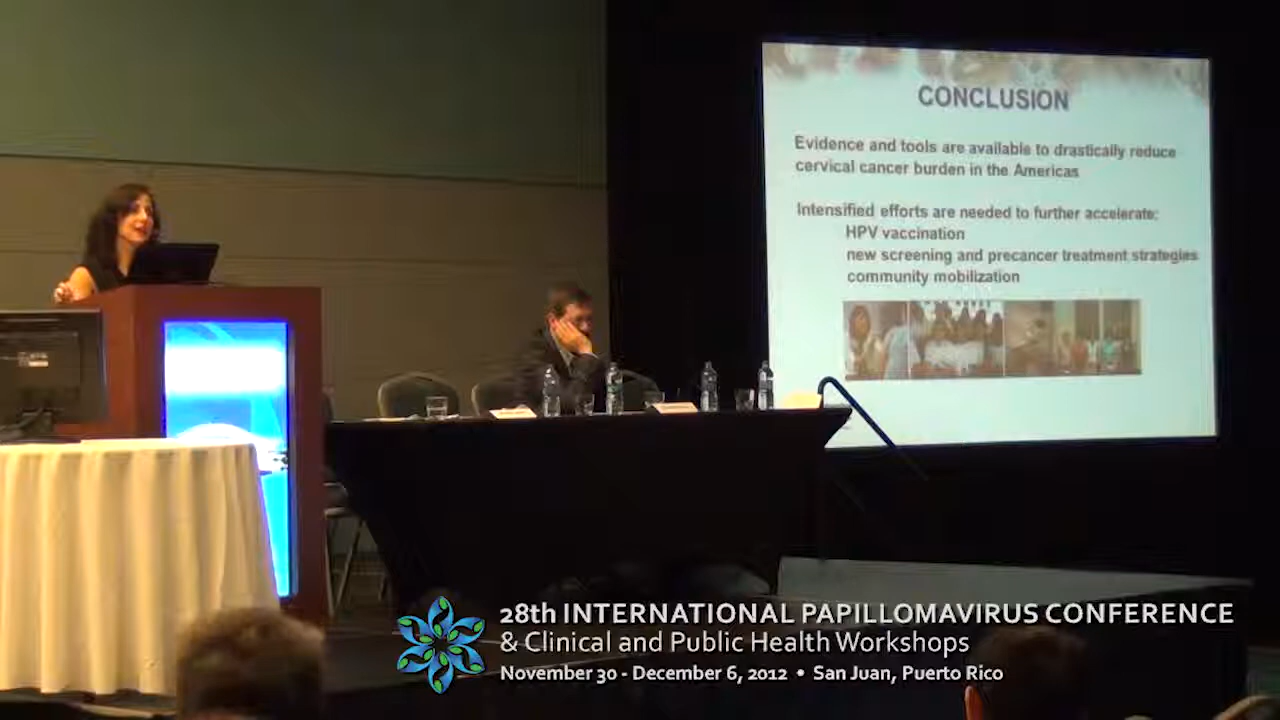 CONCLUSION
Evidence and tools are available to drastically reduce
cervical cancer burden in the Americas
Intensified efforts are needed to further accelerate:
HPV vaccination
new screening and precancer treatment strategies
community mobilization
28th INTERNATIONAL PAPILLOMAVIRUS CONFERENCE
& Clinical and Public Health Workshops
November 30 - December 6, 2012 • San Juan, Puerto Rico